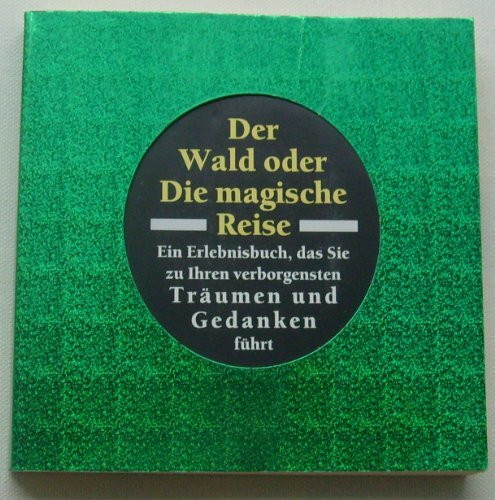 Der
Wald oder
Die magische
Reise
Ein Erlebnisbuch, das Sie
zu Ihren verborgensten
Träumen und
Gedanken
führt